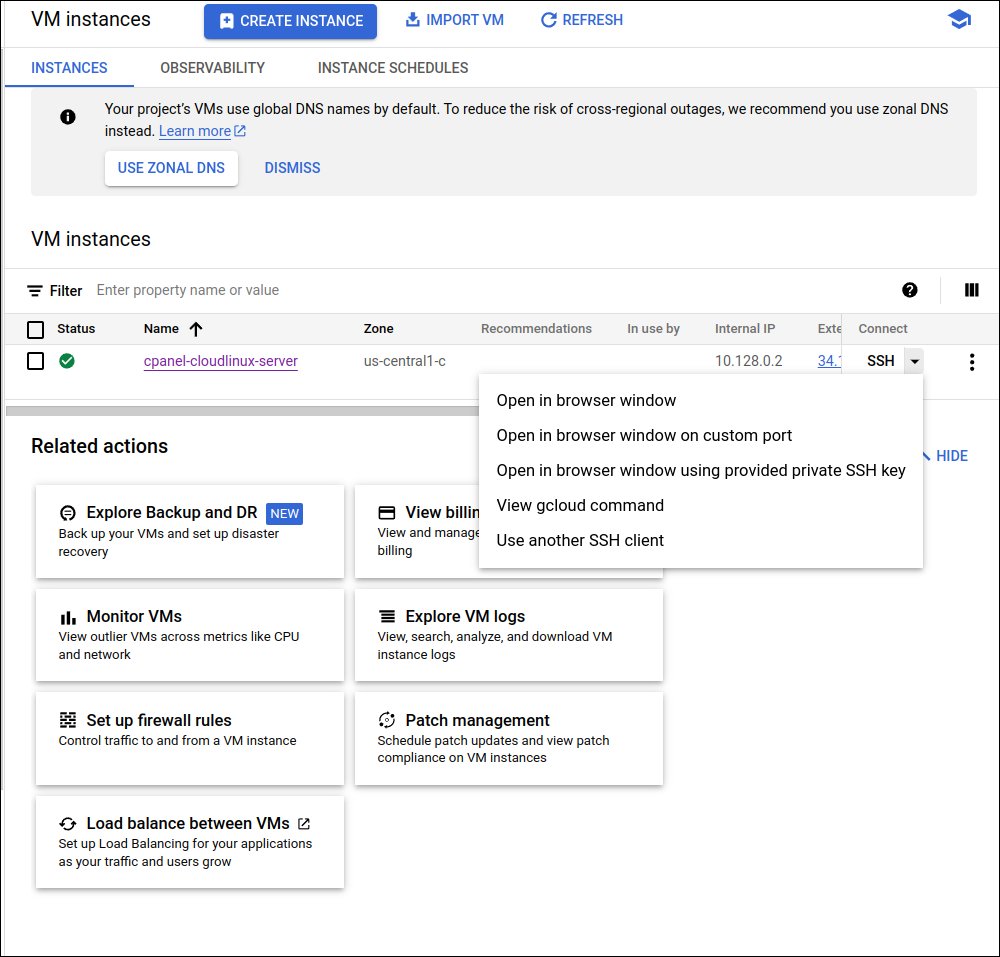 VM instances
CREATE INSTANCE
IMPORT VM
REFRESH
INSTANCES
OBSERVABILITY
INSTANCE SCHEDULES
Your project's VMs use global DNS names by default. To reduce the risk of cross-regional outages, we recommend you use zonal DNS
instead. Learn more
USE ZONAL DNS
DISMISS
VM instances
Filter Enter property name or value
Status Name Zone Recommendations In use by Internal IP Exte Connect
cpanel-cloudlinux-server us-central1-c 10.128.0.2 34.1 SSH
Open in browser window
Open in browser window on custom port
Open in browser window using provided private SSH key
View gcloud command
Use another SSH client
Related actions
HIDE
Explore Backup and DR NEW
Back up your VMs and set up disaster
recovery
View billin
View and manage
billing
Monitor VMs
View outlier VMs across metrics like CPU
and network
Explore VM logs
View, search, analyze, and download VM
instance logs
Set up firewall rules
Control traffic to and from a VM instance
Patch management
Schedule patch updates and view patch
compliance on VM instances
Load balance between VMs
Set up Load Balancing for your applications
as your traffic and users grow